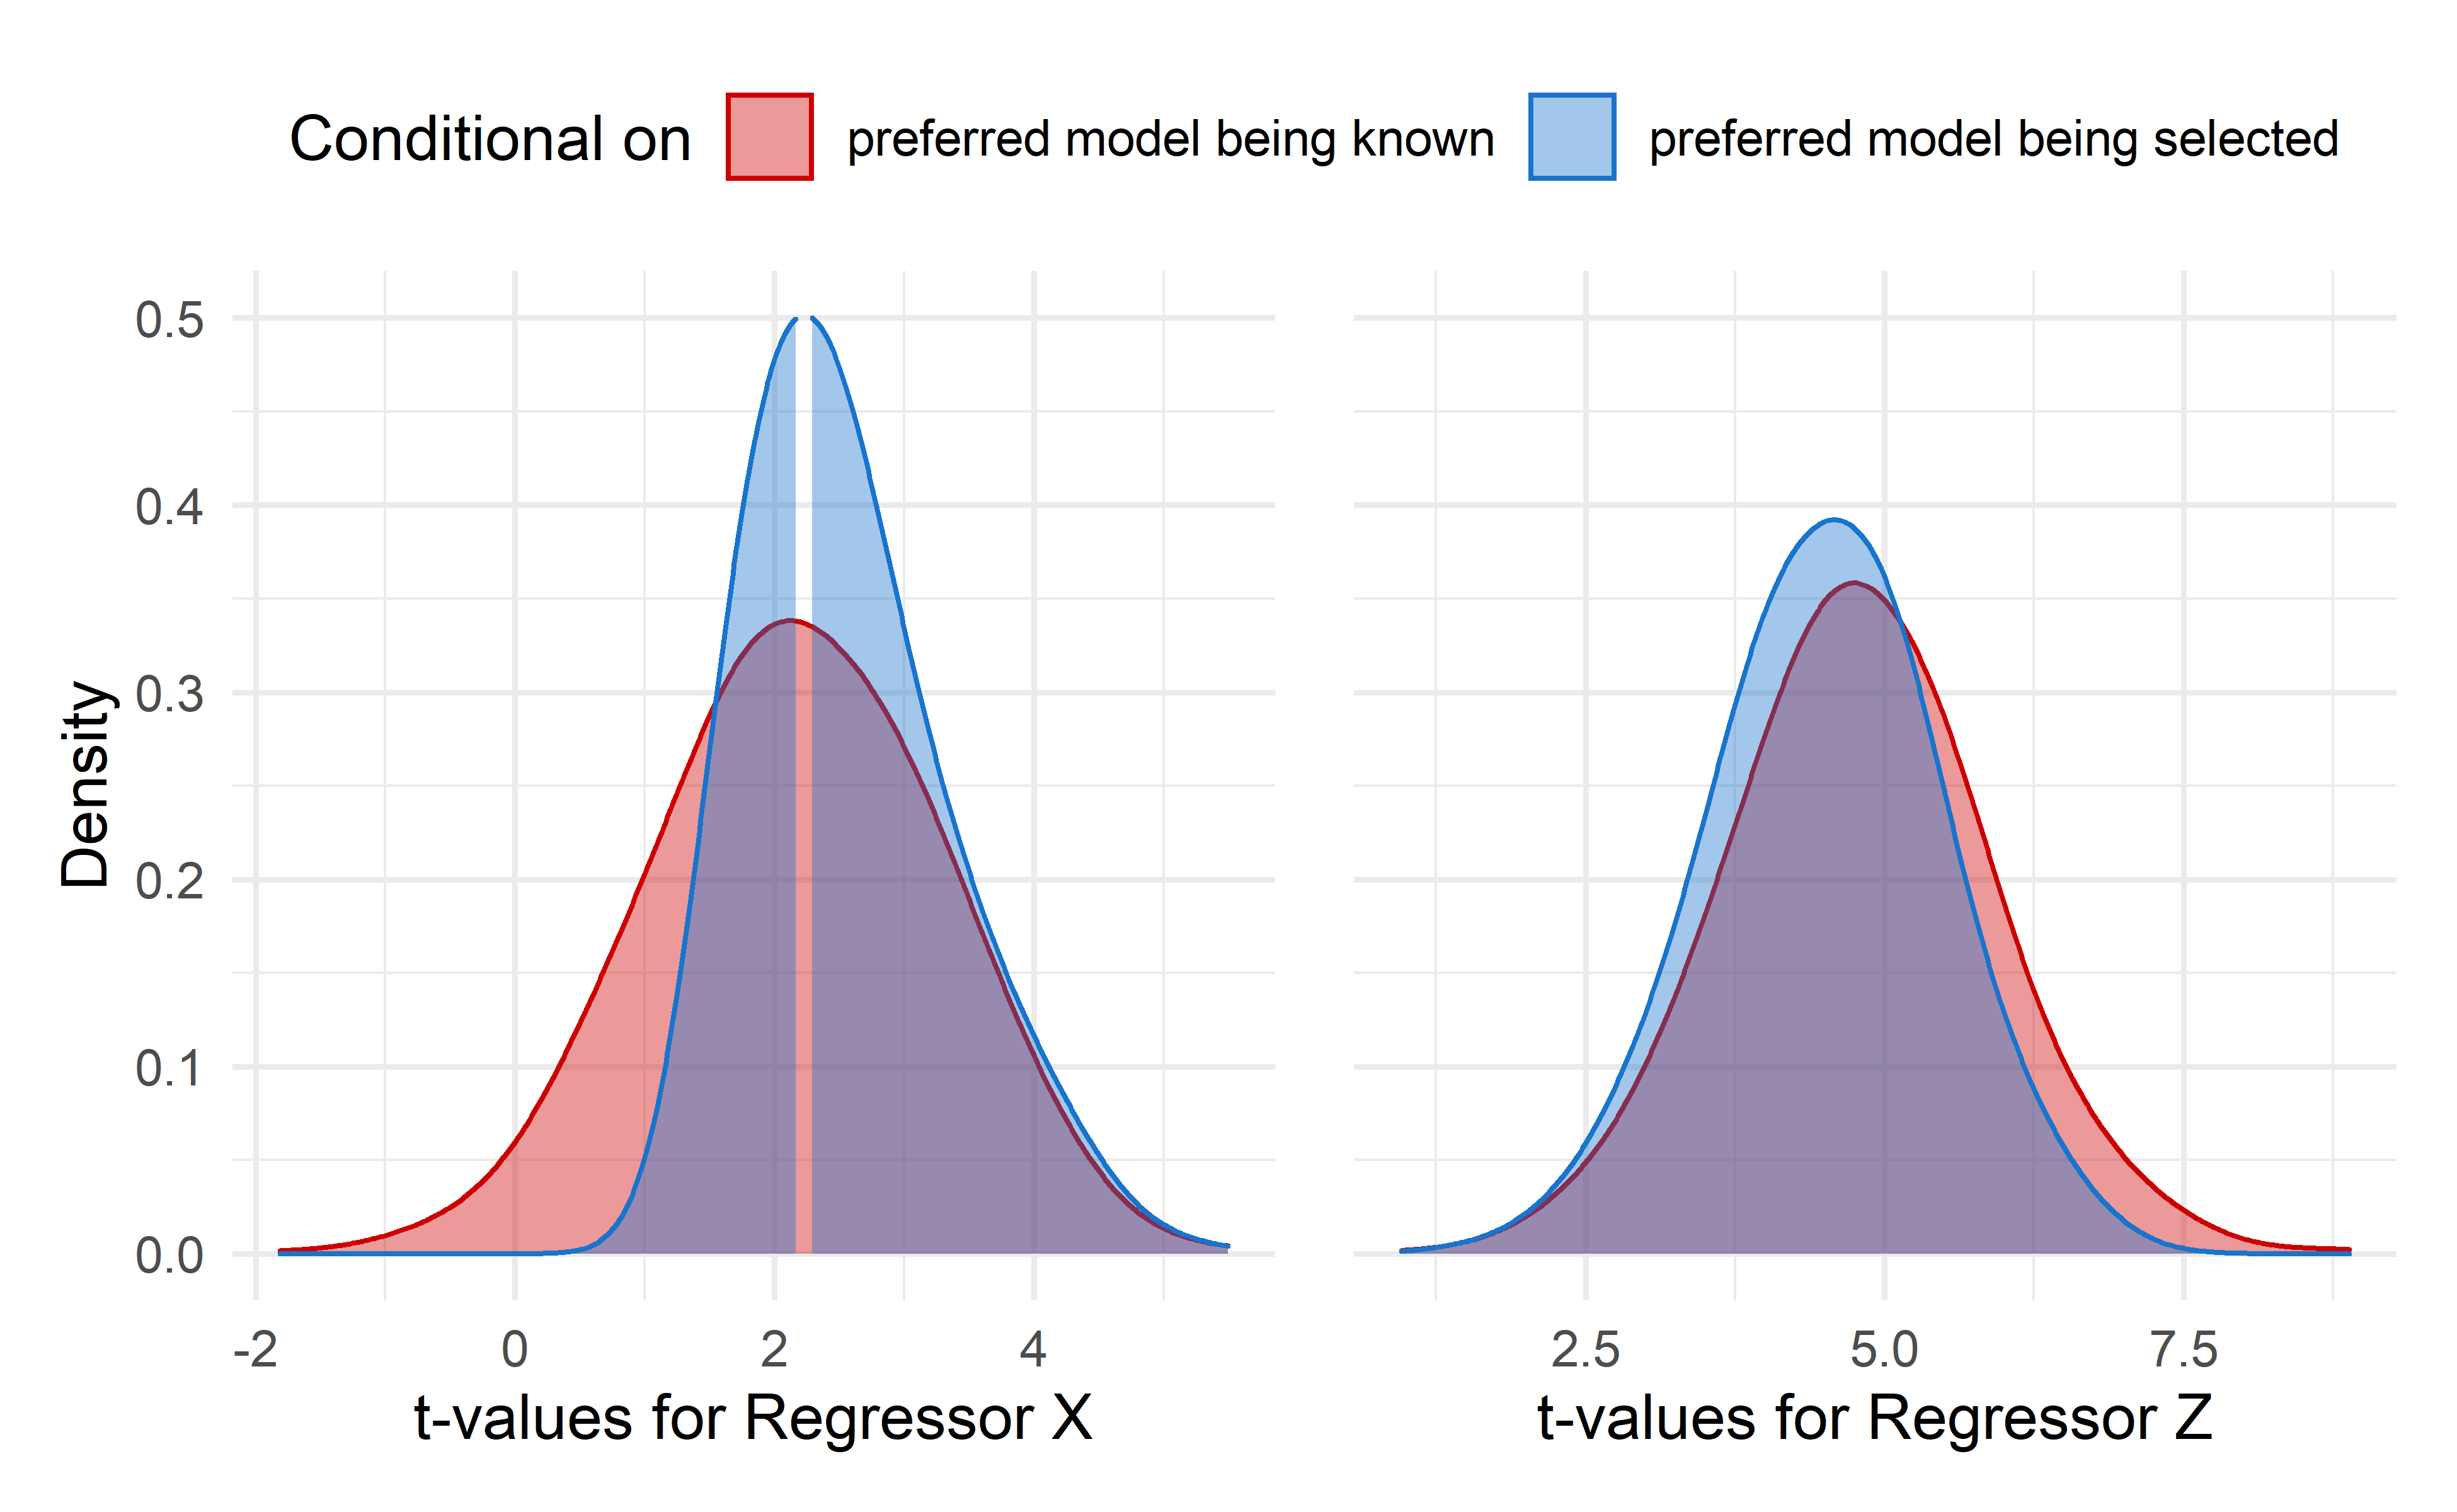 Conditional on preferred model being known preferred model being selected
Density
0.5
0.4
0.3
0.2
0.1
0.0
-2 0 2 4
2.5 5.0 7.5
t-values for Regressor X
t-values for Regressor Z